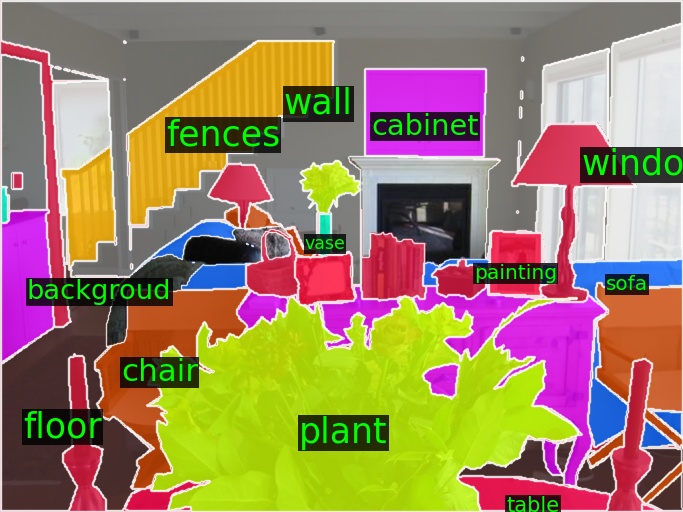 wall
cabinet
fences
windo
vase
painting
sofa
backgroud
chair
floor
plant
table